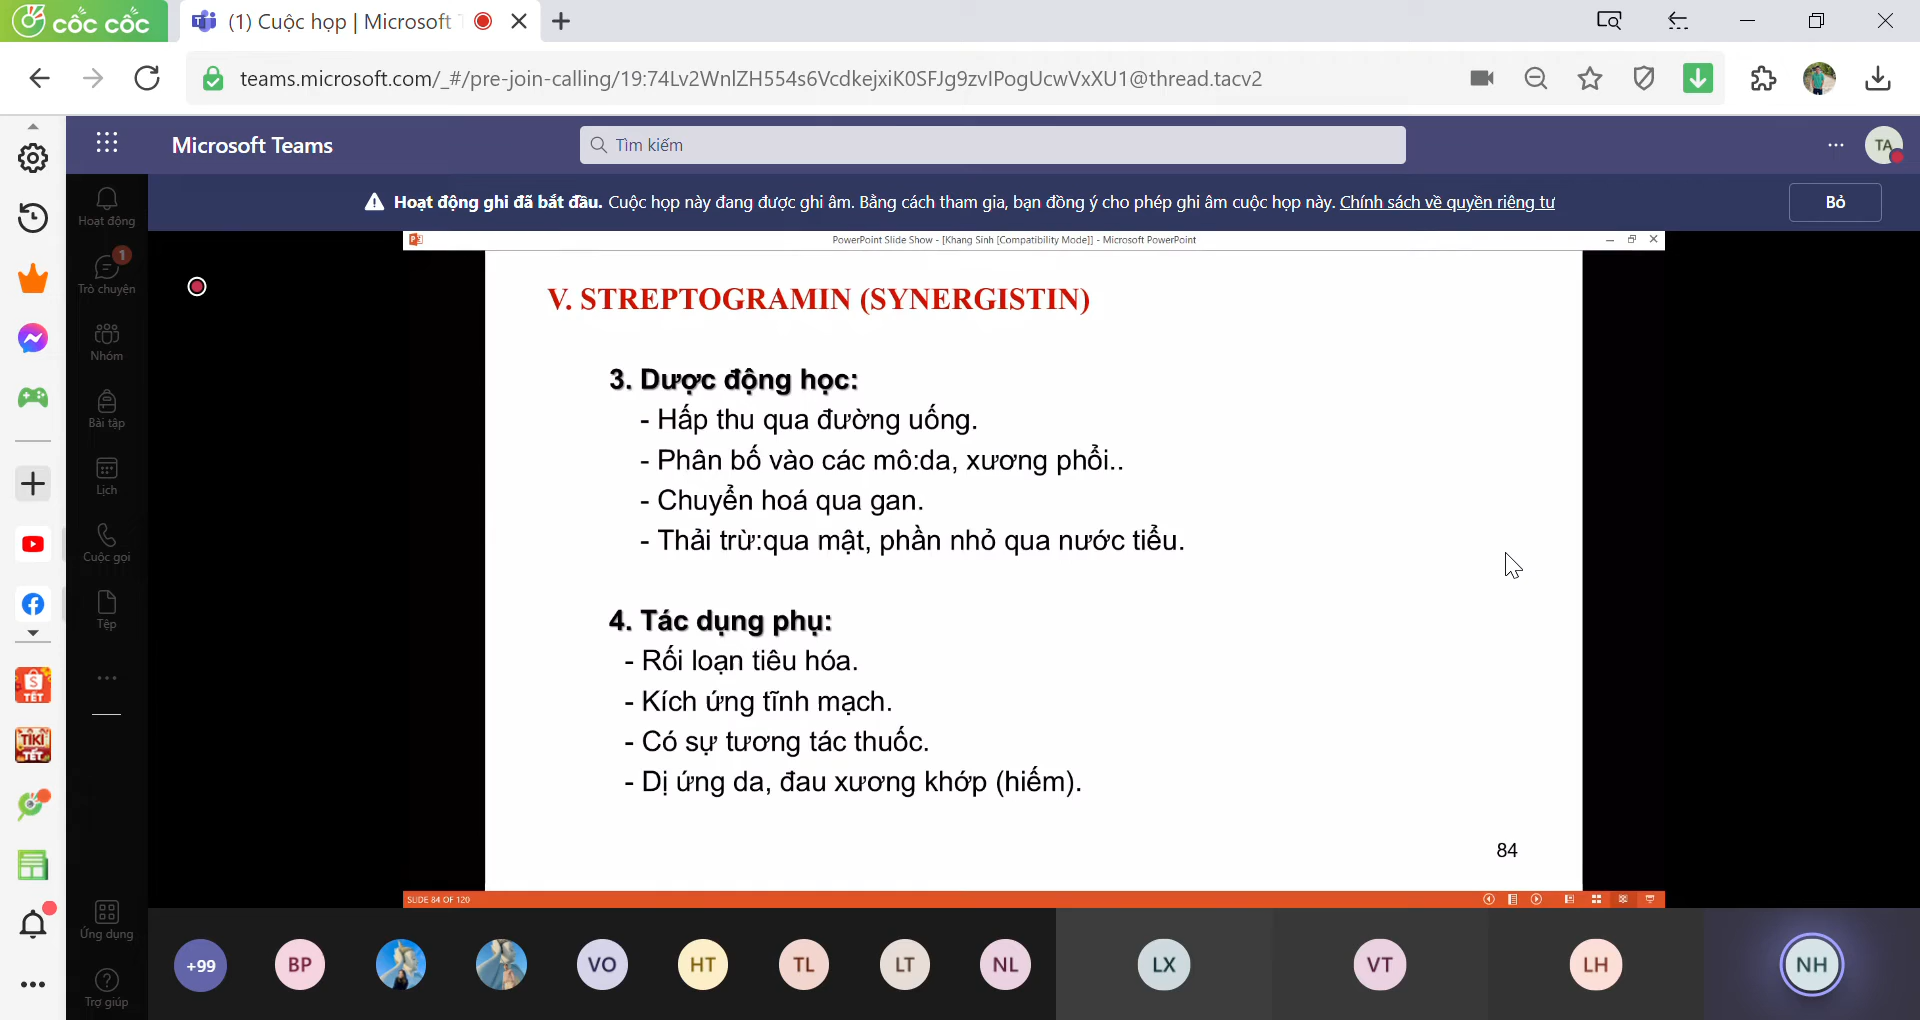 cốc cốc
(1) Cuộc họp | Microsoft
teams.microsoft.com/_#/pre-join-calling/19:74Lv2WnlZH554s6VcdkejxiK0SFJg9zvIPogUcwVxXU1@thread.tacv2
Microsoft Teams
Tìm kiếm
TA
Hoạt động ghi đã bắt đầu. Cuộc họp này đang được ghi âm. Bằng cách tham gia, bạn đồng ý cho phép ghi âm cuộc họp này. Chính sách về quyền riêng tư
Bỏ
Hoạt động
1
Trò chuyện
Nhóm
Bài tập
Lịch
Cuộc gọi
Tệp
Ứng dụng
Trợ giúp
S
TẾT
TIKI
TẾT
PowerPoint Slide Show - [Khang Sinh [Compatibility Mode]] - Microsoft PowerPoint
V. STREPTOGRAMIN (SYNERGISTIN)
3. Dược động học:
- Hấp thu qua đường uống.
- Phân bố vào các mô:da, xương phổi..
- Chuyển hoá qua gan.
- Thải trừ:qua mật, phần nhỏ qua nước tiểu.
4. Tác dụng phụ:
- Rối loạn tiêu hóa.
- Kích ứng tĩnh mạch.
- Có sự tương tác thuốc.
- Dị ứng da, đau xương khớp (hiếm).
84
SLIDE 84 OF 120
+99
BP
VO
HT
TL
LT
NL
LX
VT
LH
NH